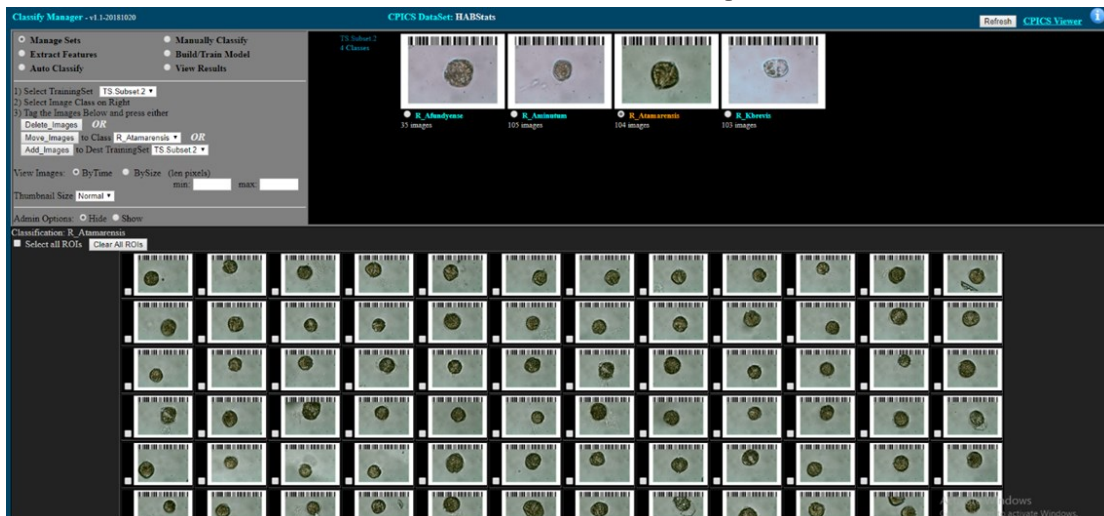 Classify Manager - v1.1-20181020
CPICS DataSet: HABStats
Refresh
CPICS Viewer
Manage Sets
Manually Classify
Extract Features
Build/Train Model
Auto Classify
View Results
1) Select TrainingSet TS.Subset.2
2) Select Image Class on Right
3) Tag the Images Below and press either
Delete_Images OR
Move_Images to Class R_Atamarensis OR
Add_Images to Dest TrainingSet TS.Subset.2
View Images: ByTime BySize (len pixels)
min: max:
Thumbnail Size Normal
Admin Options: Hide Show
TS.Subset.2
4 Classes
R_Afundyense
35 images
R_Aminutum
105 images
R_Atamarensis
104 images
R_Kbrevis
103 images
Classification: R_Atamarensis
Select all ROIs Clear All ROIs
activate Windows.